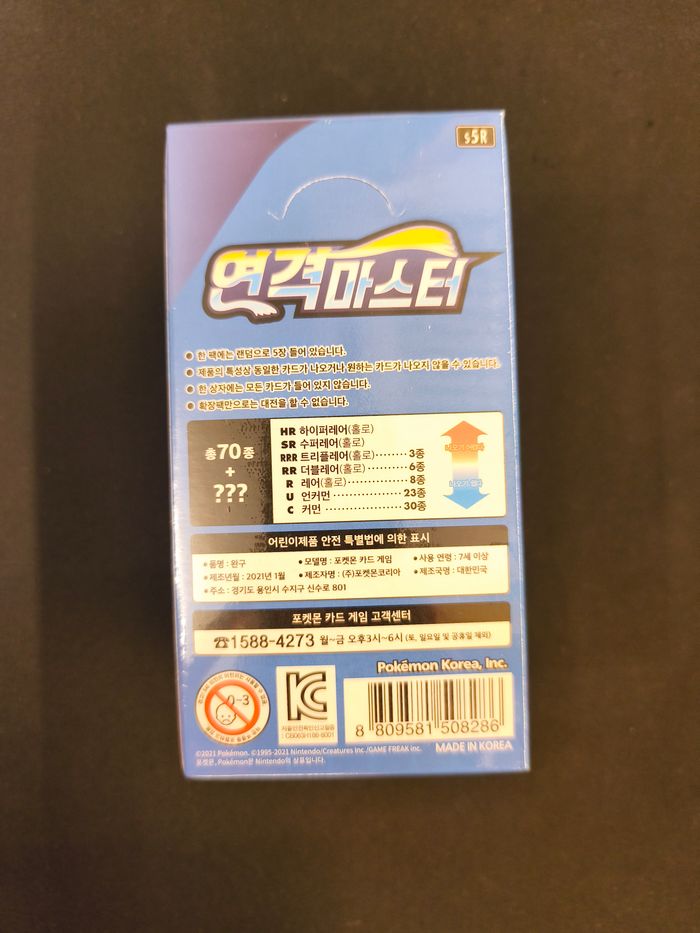 s5R
연격마스터
● 한 팩에는 랜덤으로 5장 들어 있습니다.
● 제품의 특성상 동일한 카드가 나오거나 원하는 카드가 나오지 않을 수 있습니다.
● 한 상자에는 모든 카드가 들어 있지 않습니다.
● 확장팩만으로는 대전을 할 수 없습니다.
총70종
+
???
HR 하이퍼레어(홀로)
SR 수퍼레어(홀로)
RRR 트리플레어(홀로)········3종
RR 더블레어(홀로)··········6종
R 레어(홀로)··············8종
U 언커먼·················23종
C 커먼···················30종
나오기 어렵다
나오기 쉽다
어린이제품 안전 특별법에 의한 표시
•품명 : 완구 •모델명 : 포켓몬 카드 게임 •사용 연령 : 7세 이상
•제조년월 : 2021년 1월 •제조자명 : (주)포켓몬코리아 •제조국명 : 대한민국
•주소 : 경기도 용인시 수지구 신수로 801
포켓몬 카드 게임 고객센터
☎1588-4273 월~금 오후3시~6시 (토, 일요일 및 공휴일 제외)
Pokémon Korea, Inc.
0-3
8 809581 508286
MADE IN KOREA
©2021 Pokémon. ©1995-2021 Nintendo/Creatures Inc./GAME FREAK inc.
포켓몬, Pokémon은 Nintendo의 상표입니다.